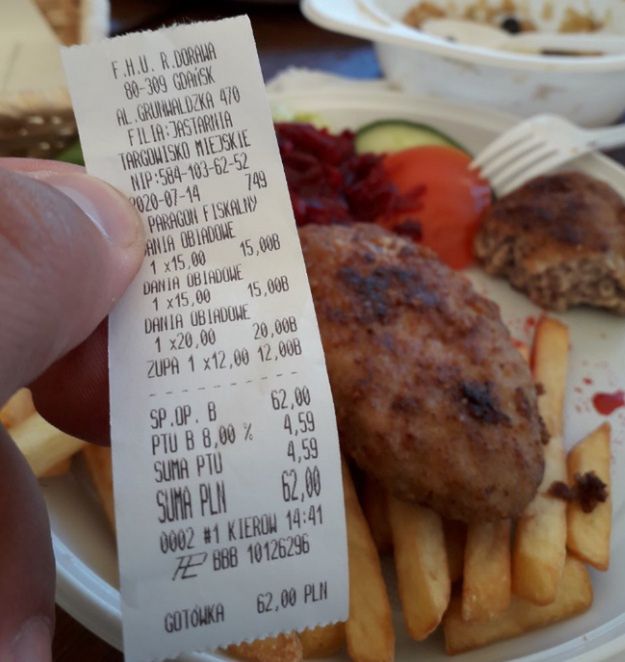 F.H.U. R.DORAWA
80-309 GDAŃSK
AL.GRUNWALDZKA 470
FILIA:JASTARNIA
TARGOWISKO MIEJSKIE
NIP:584-103-62-52
2020-07-14 749
PARAGON FISKALNY
DANIA OBIADOWE
1 x15,00 15,00B
DANIA OBIADOWE
1 x15,00 15,00B
DANIA OBIADOWE
1 x20,00 20,00B
ZUPA 1 x12,00 12,00B
SP.OP. B 62,00
PTU B 8,00 % 4,59
SUMA PTU 4,59
SUMA PLN 62,00
0002 #1 KIEROW 14:41
BBB 10126296
GOTÓWKA 62,00 PLN